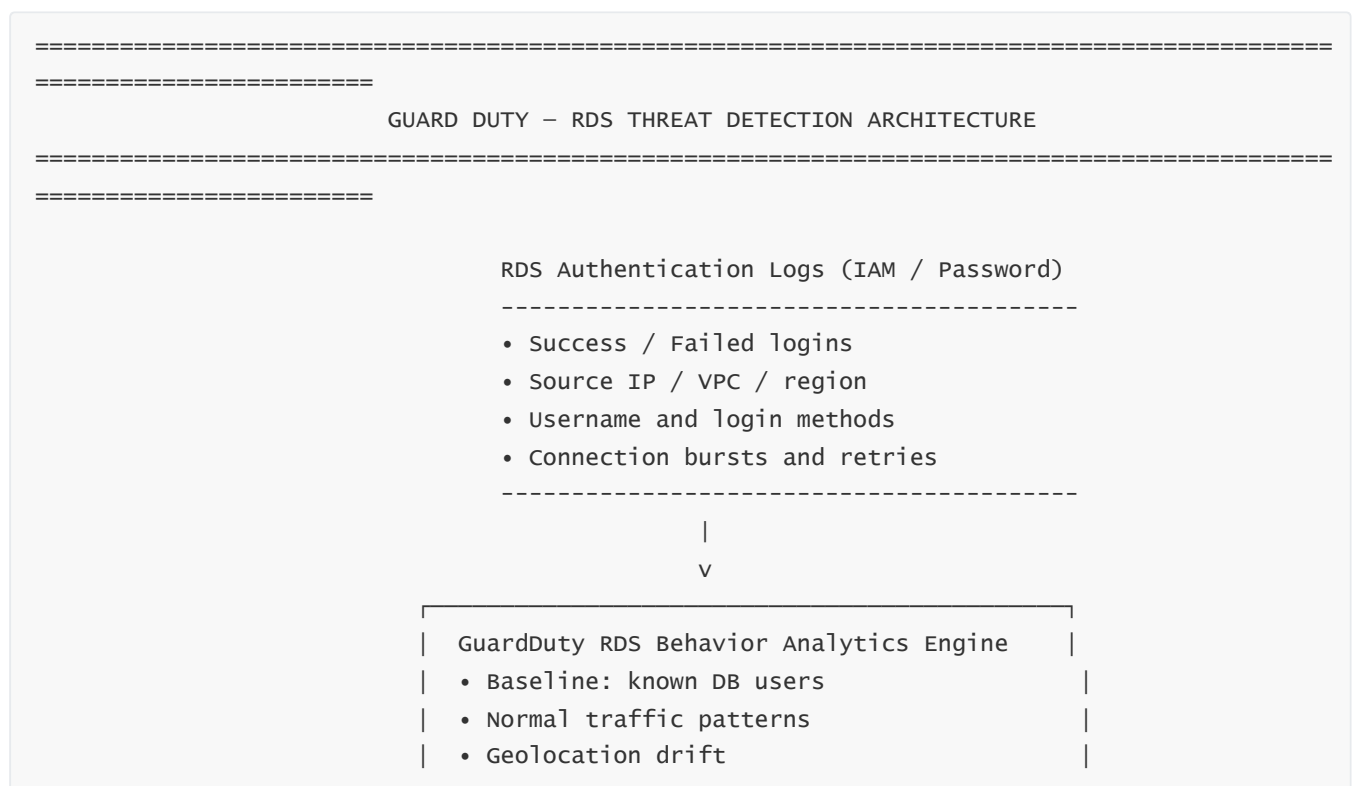 ============================================================================================
========================
GUARD DUTY — RDS THREAT DETECTION ARCHITECTURE
============================================================================================
========================
RDS Authentication Logs (IAM / Password)
-----------------------------------------
• Success / Failed logins
• Source IP / VPC / region
• Username and login methods
• Connection bursts and retries
-----------------------------------------
|
v
┌─────────────────────────────────────────────┐
| GuardDuty RDS Behavior Analytics Engine |
| • Baseline: known DB users |
| • Normal traffic patterns |
| • Geolocation drift |